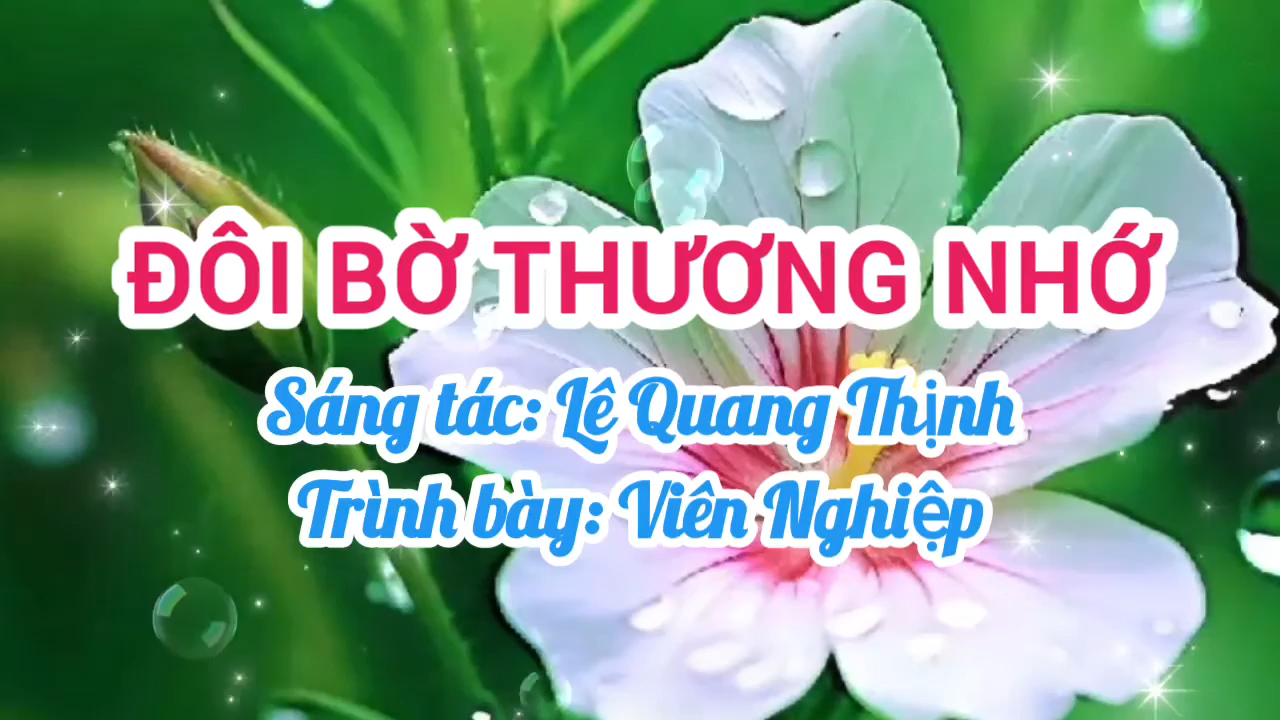 ĐÔI BỜ THƯƠNG NHỚ
Sáng tác: Lê Quang Thịnh
Trình bày: Viên Nghiệp